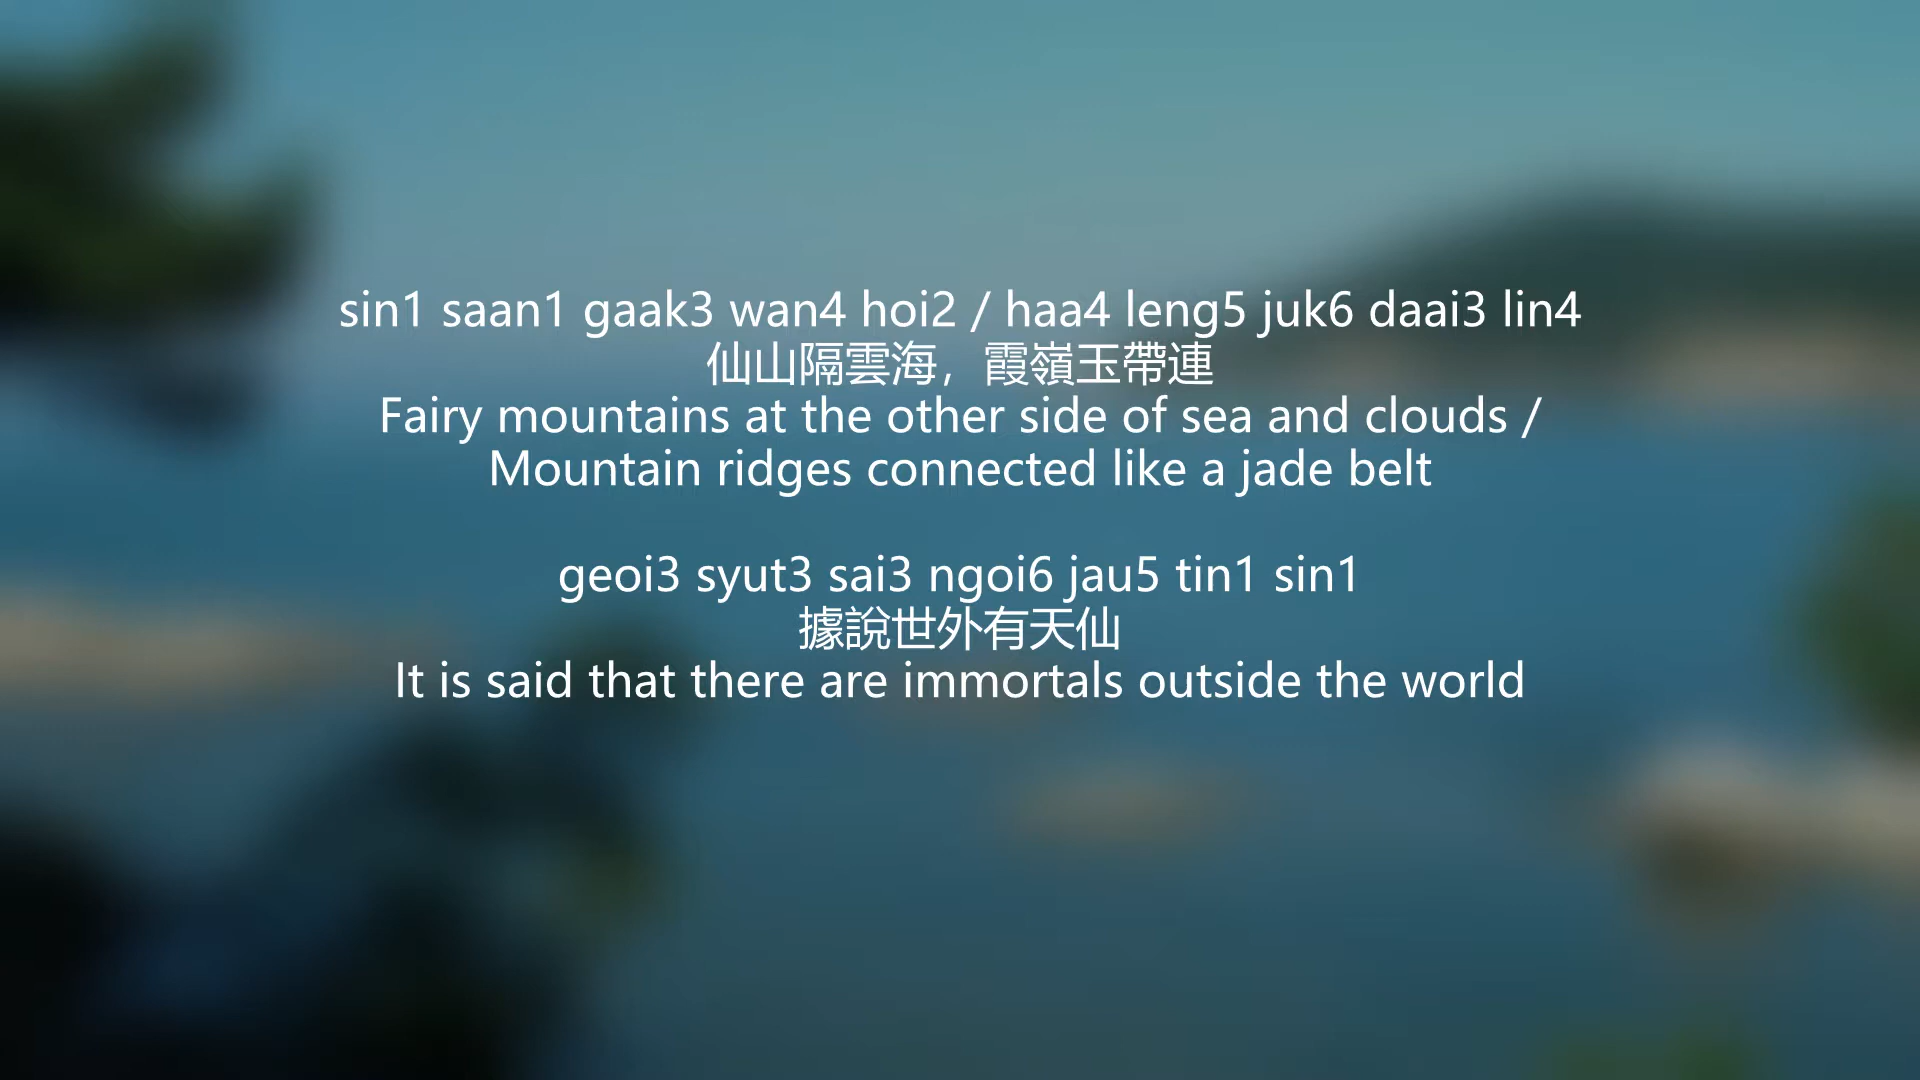 sin1 saan1 gaak3 wan4 hoi2 / haa4 leng5 juk6 daai3 lin4
仙山隔雲海，霞嶺玉帶連
Fairy mountains at the other side of sea and clouds /
Mountain ridges connected like a jade belt
geoi3 syut3 sai3 ngoi6 jau5 tin1 sin1
據說世外有天仙
It is said that there are immortals outside the world